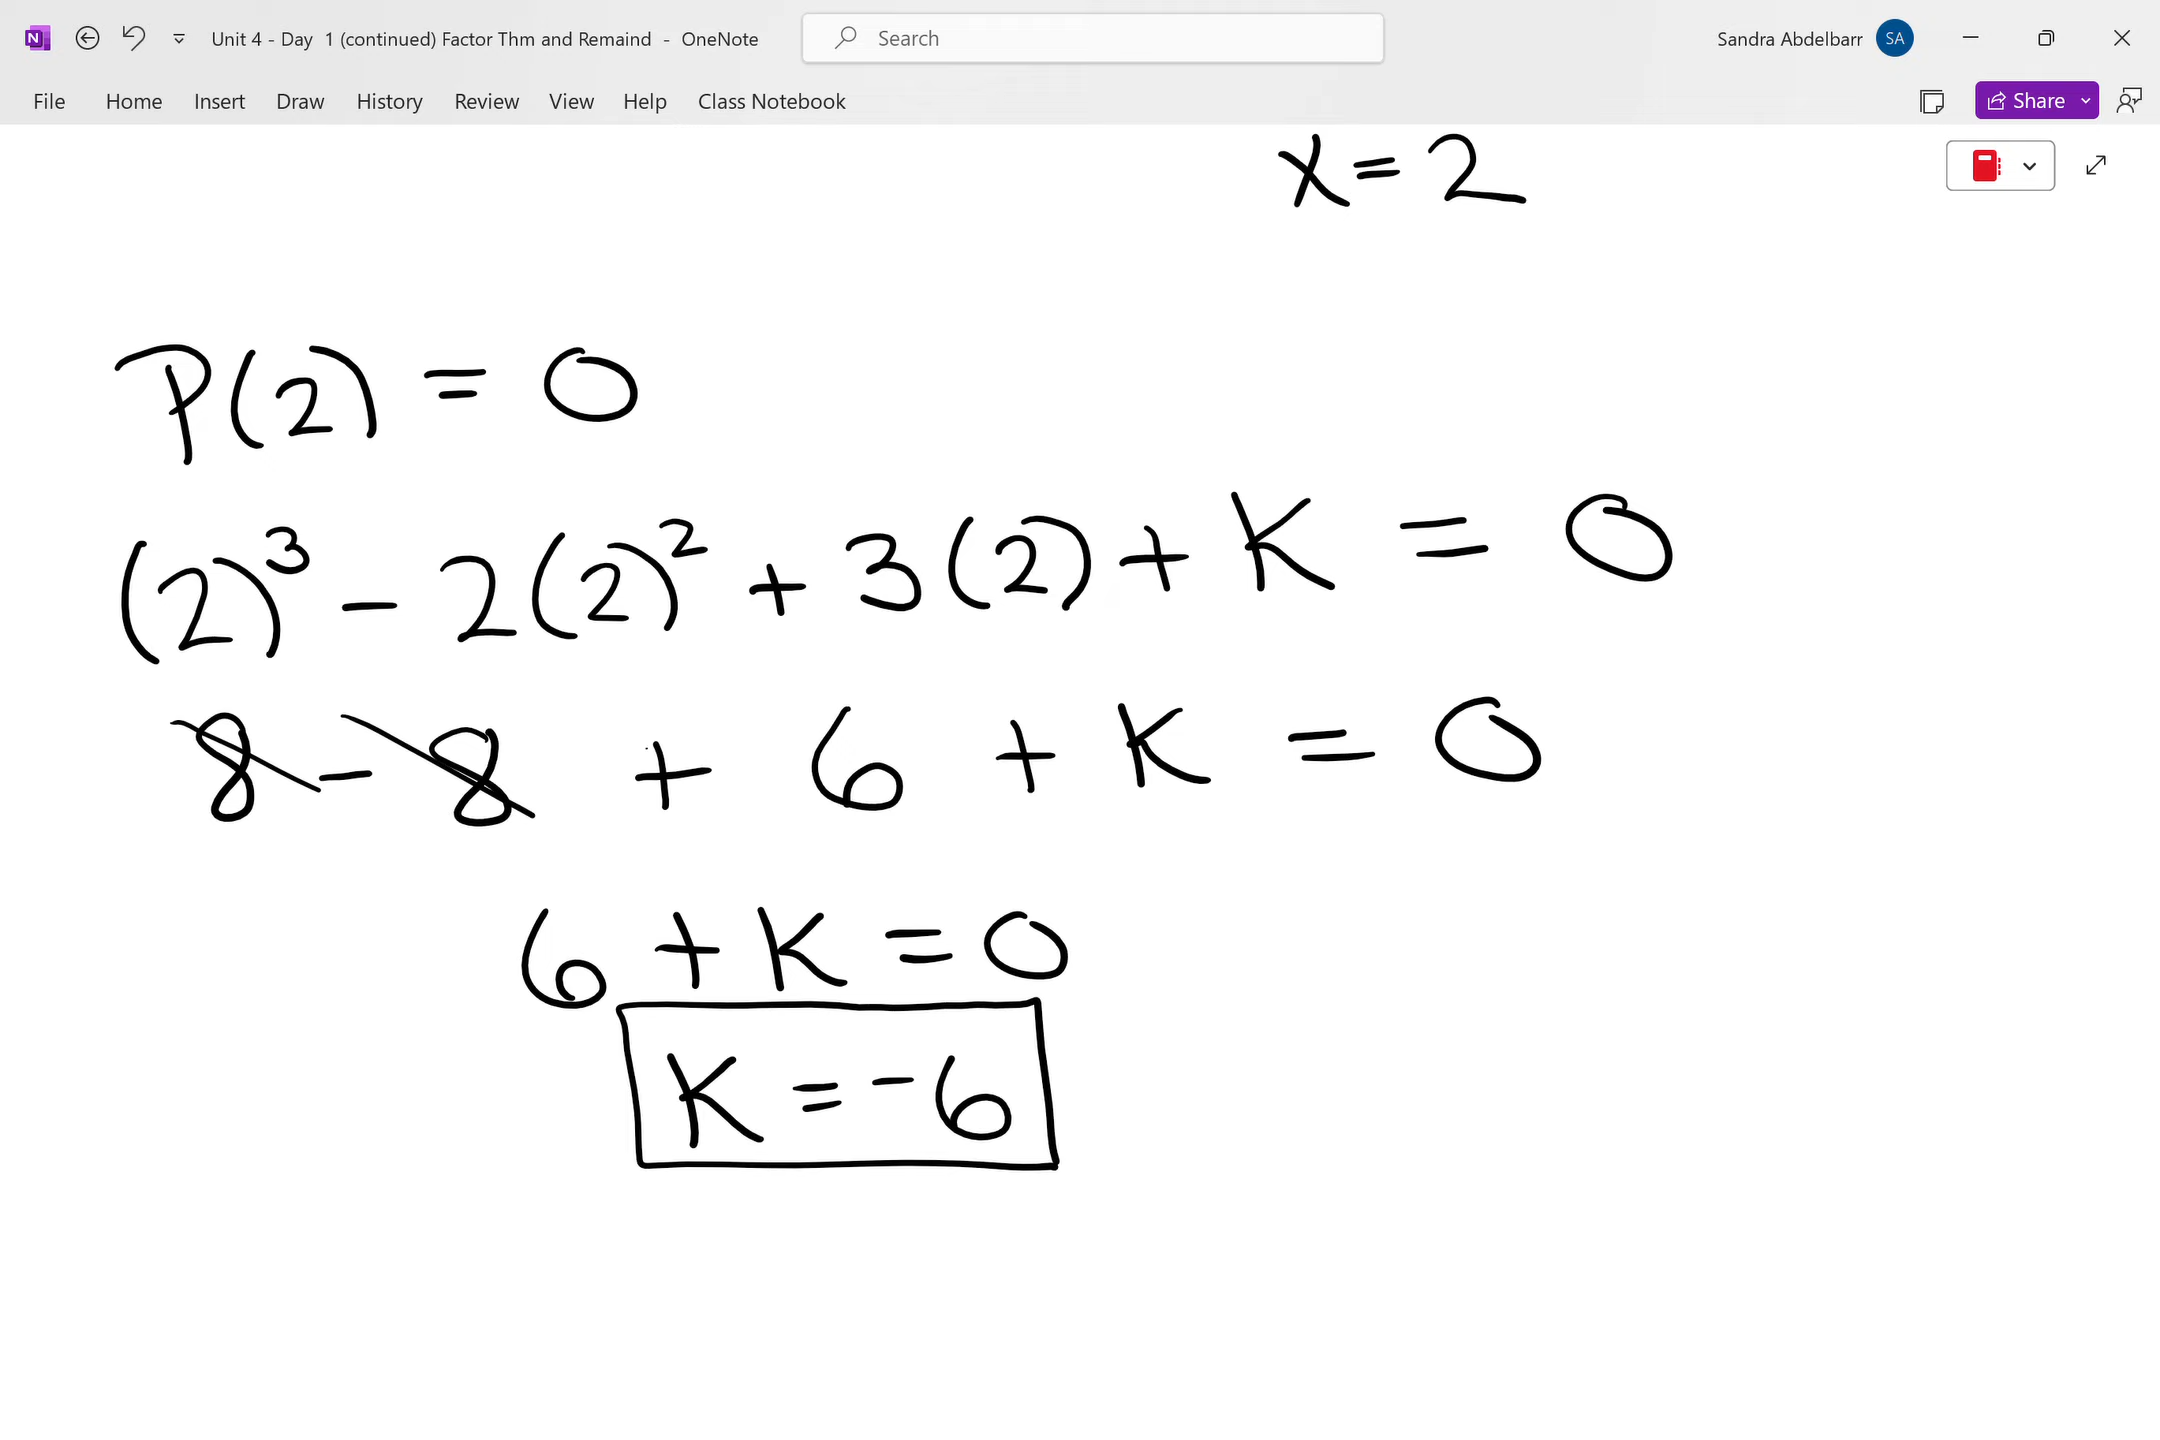 Unit 4 - Day 1 (continued) Factor Thm and Remaind - OneNote
Search
Sandra Abdelbarr SA
File Home Insert Draw History Review View Help Class Notebook
Share
x = 2
P(2) = 0
(2)³ - 2(2)² + 3(2) + K = 0
8 - 8 + 6 + K = 0
6 + K = 0
K = -6